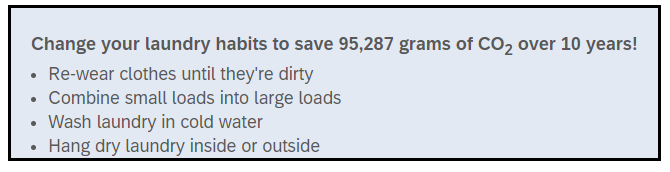 Change your laundry habits to save 95,287 grams of CO₂ over 10 years!
• Re-wear clothes until they're dirty
• Combine small loads into large loads
• Wash laundry in cold water
• Hang dry laundry inside or outside